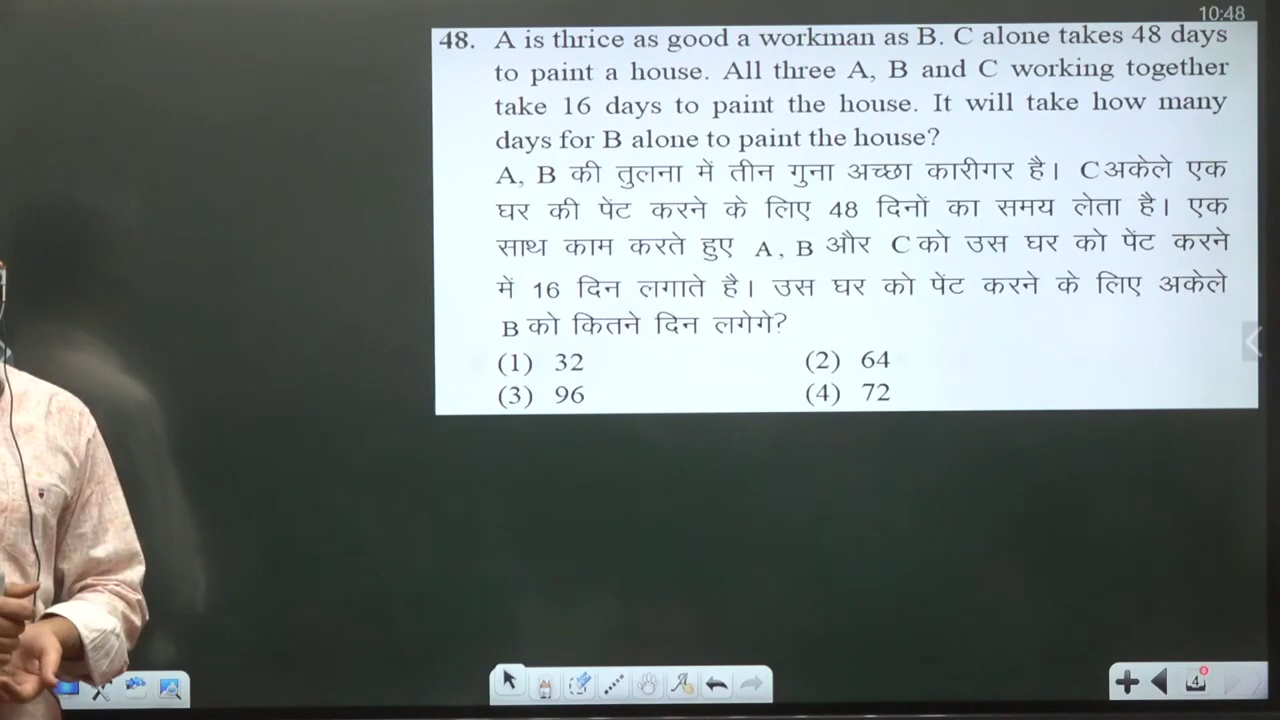 10:48
48. A is thrice as good a workman as B. C alone takes 48 days
to paint a house. All three A, B and C working together
take 16 days to paint the house. It will take how many
days for B alone to paint the house?
A, B की तुलना में तीन गुना अच्छा कारीगर है। C अकेले एक
घर की पेंट करने के लिए 48 दिनों का समय लेता है। एक
साथ काम करते हुए A, B और C को उस घर को पेंट करने
में 16 दिन लगाते है। उस घर को पेंट करने के लिए अकेले
B को कितने दिन लगेगे?
(1) 32 (2) 64
(3) 96 (4) 72
4